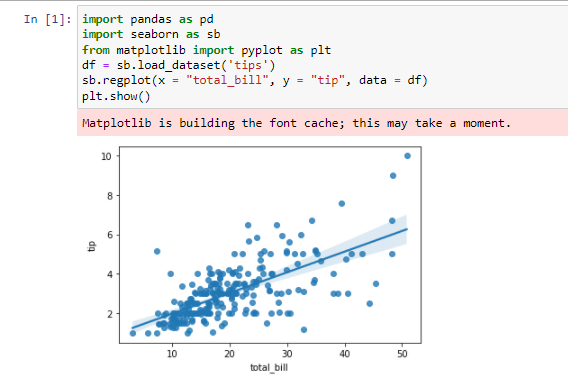 In [1]: import pandas as pd
import seaborn as sb
from matplotlib import pyplot as plt
df = sb.load_dataset('tips')
sb.regplot(x = "total_bill", y = "tip", data = df)
plt.show()
Matplotlib is building the font cache; this may take a moment.
10
8
6
tip
4
2
10 20 30 40 50
total_bill